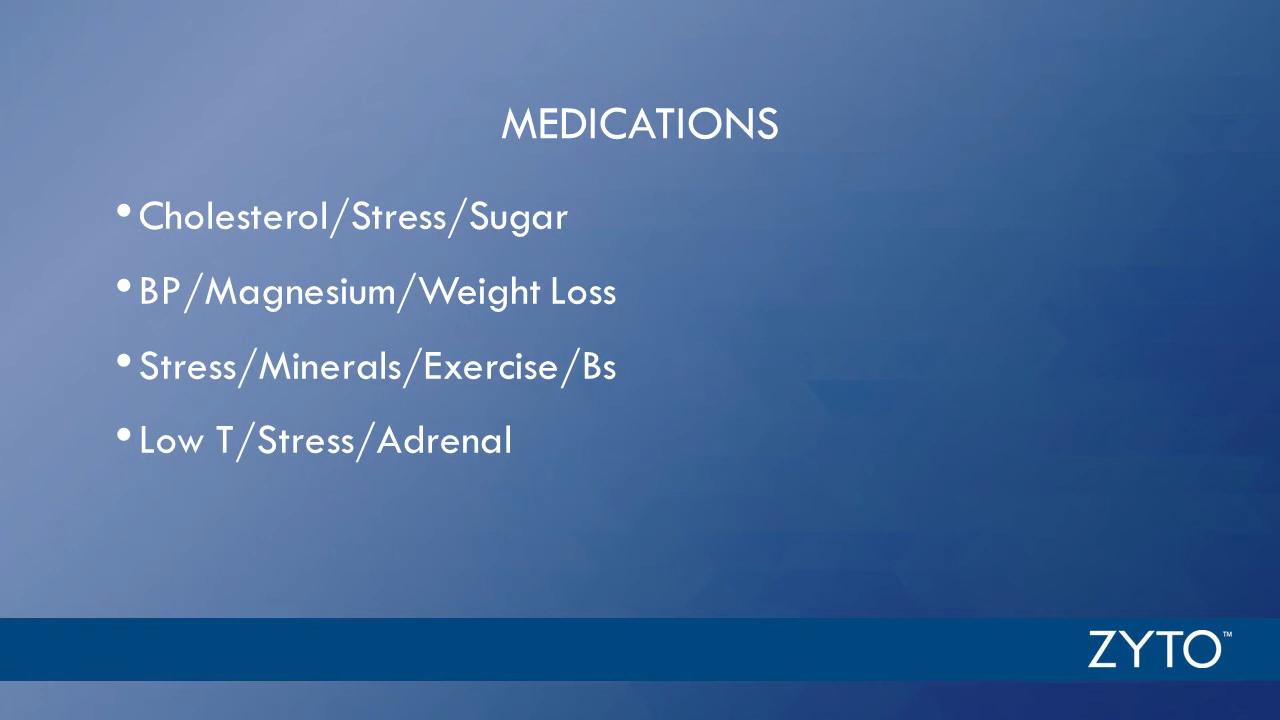 MEDICATIONS
• Cholesterol/Stress/Sugar
• BP/Magnesium/Weight Loss
• Stress/Minerals/Exercise/Bs
• Low T/Stress/Adrenal
ZYTO™